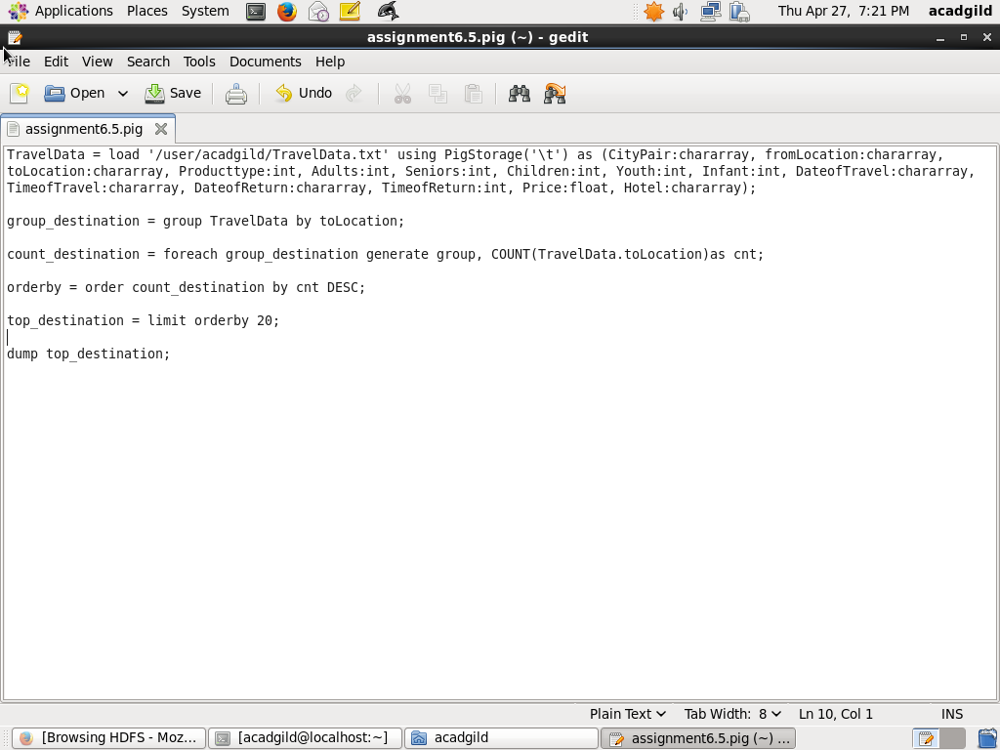 Applications Places System Thu Apr 27, 7:21 PM acadgild
assignment6.5.pig (~) - gedit
File Edit View Search Tools Documents Help
Open Save Undo
assignment6.5.pig
TravelData = load '/user/acadgild/TravelData.txt' using PigStorage('\t') as (CityPair:chararray, fromLocation:chararray,
toLocation:chararray, Producttype:int, Adults:int, Seniors:int, Children:int, Youth:int, Infant:int, DateofTravel:chararray,
TimeofTravel:chararray, DateofReturn:chararray, TimeofReturn:int, Price:float, Hotel:chararray);
group_destination = group TravelData by toLocation;
count_destination = foreach group_destination generate group, COUNT(TravelData.toLocation)as cnt;
orderby = order count_destination by cnt DESC;
top_destination = limit orderby 20;
dump top_destination;
Plain Text Tab Width: 8 Ln 10, Col 1 INS
[Browsing HDFS - Moz... [acadgild@localhost:~] acadgild assignment6.5.pig (~) ...